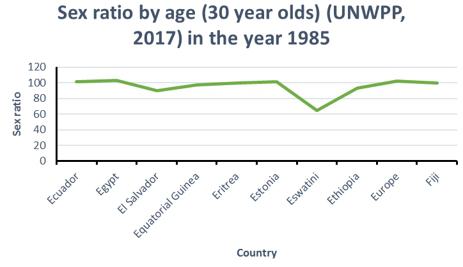 Sex ratio by age (30 year olds) (UNWPP,
2017) in the year 1985
120
100
80
60
40
20
0
Sex ratio
Ecuador
Egypt
El Salvador
Equatorial Guinea
Eritrea
Estonia
Eswatini
Ethiopia
Europe
Fiji
Country